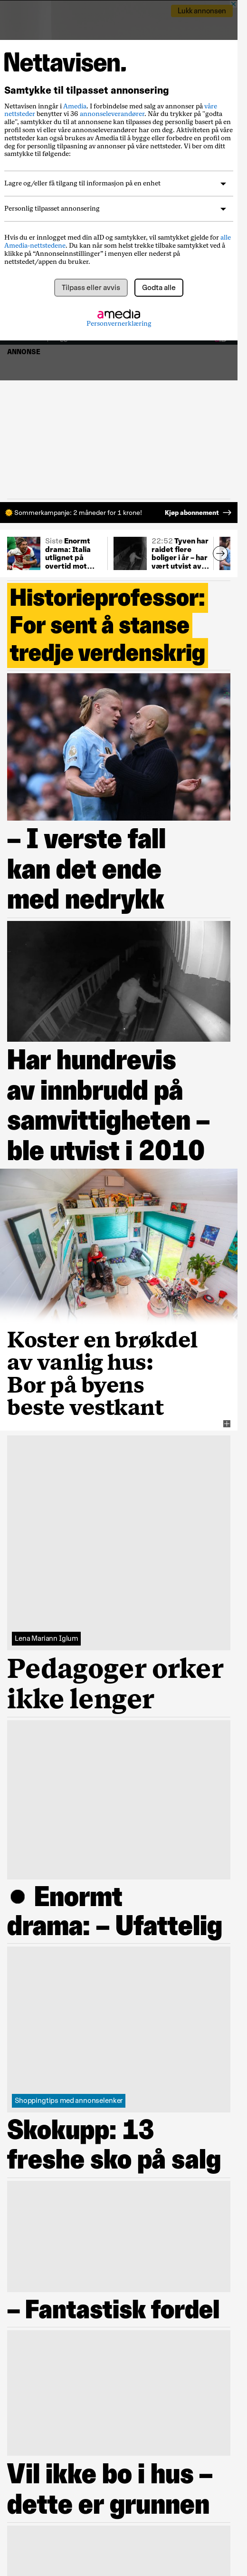 Lukk annonsen
Nettavisen.
Samtykke til tilpasset annonsering
Nettavisen inngår i Amedia. I forbindelse med salg av annonser på våre
nettsteder benytter vi 36 annonseleverandører. Når du trykker på "godta
alle", samtykker du til at annonsene kan tilpasses deg personlig basert på en
profil som vi eller våre annonseleverandører har om deg. Aktiviteten på våre
nettsider kan også brukes av Amedia til å bygge eller forbedre en profil om
deg for personlig tilpasning av annonser på våre nettsteder. Vi ber om ditt
samtykke til følgende:
Lagre og/eller få tilgang til informasjon på en enhet
Personlig tilpasset annonsering
Hvis du er innlogget med din aID og samtykker, vil samtykket gjelde for alle
Amedia-nettstedene. Du kan når som helst trekke tilbake samtykket ved å
klikke på “Annonseinnstillinger” i menyen eller nederst på
nettstedet/appen du bruker.
Tilpass eller avvis
Godta alle
amedia
Personvernerklæring
ANNONSE
Sommerkampanje: 2 måneder for 1 krone!
Kjøp abonnement
Siste Enormt
drama: Italia
utlignet på
overtid mot...
22:52 Tyven har
raidet flere
boliger i år – har
vært utvist av...
Historieprofessor:
For sent å stanse
tredje verdenskrig
– I verste fall
kan det ende
med nedrykk
Har hundrevis
av innbrudd på
samvittigheten –
ble utvist i 2010
Koster en brøkdel
av vanlig hus:
Bor på byens
beste vestkant
Lena Mariann Iglum
Pedagoger orker
ikke lenger
● Enormt
drama: – Ufattelig
Shoppingtips med annonselenker
Skokupp: 13
freshe sko på salg
– Fantastisk fordel
Vil ikke bo i hus –
dette er grunnen